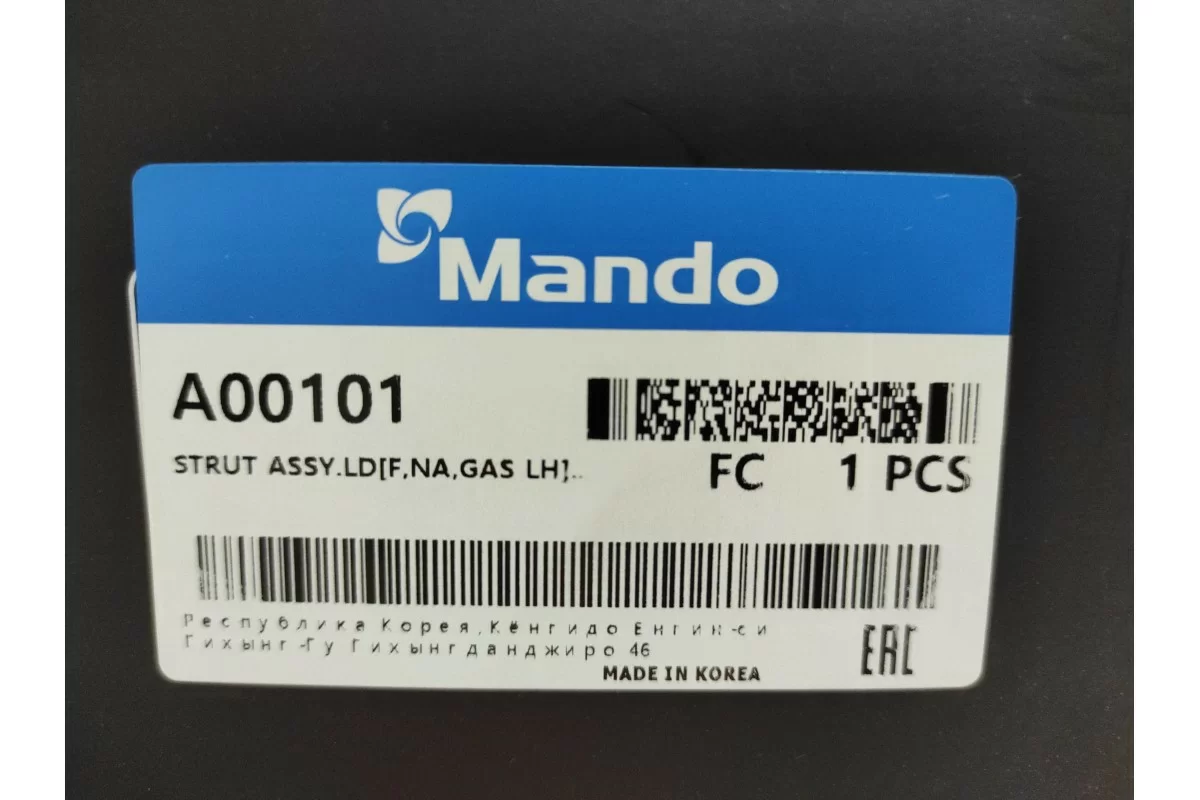 Mando
A00101
STRUT ASSY.LD[F,NA,GAS LH]..
FC 1 PCS
Республика Корея,Кёнгидо Енгин-си
Гихынг-Гу Гихынгданджиро 46
MADE IN KOREA
EAC